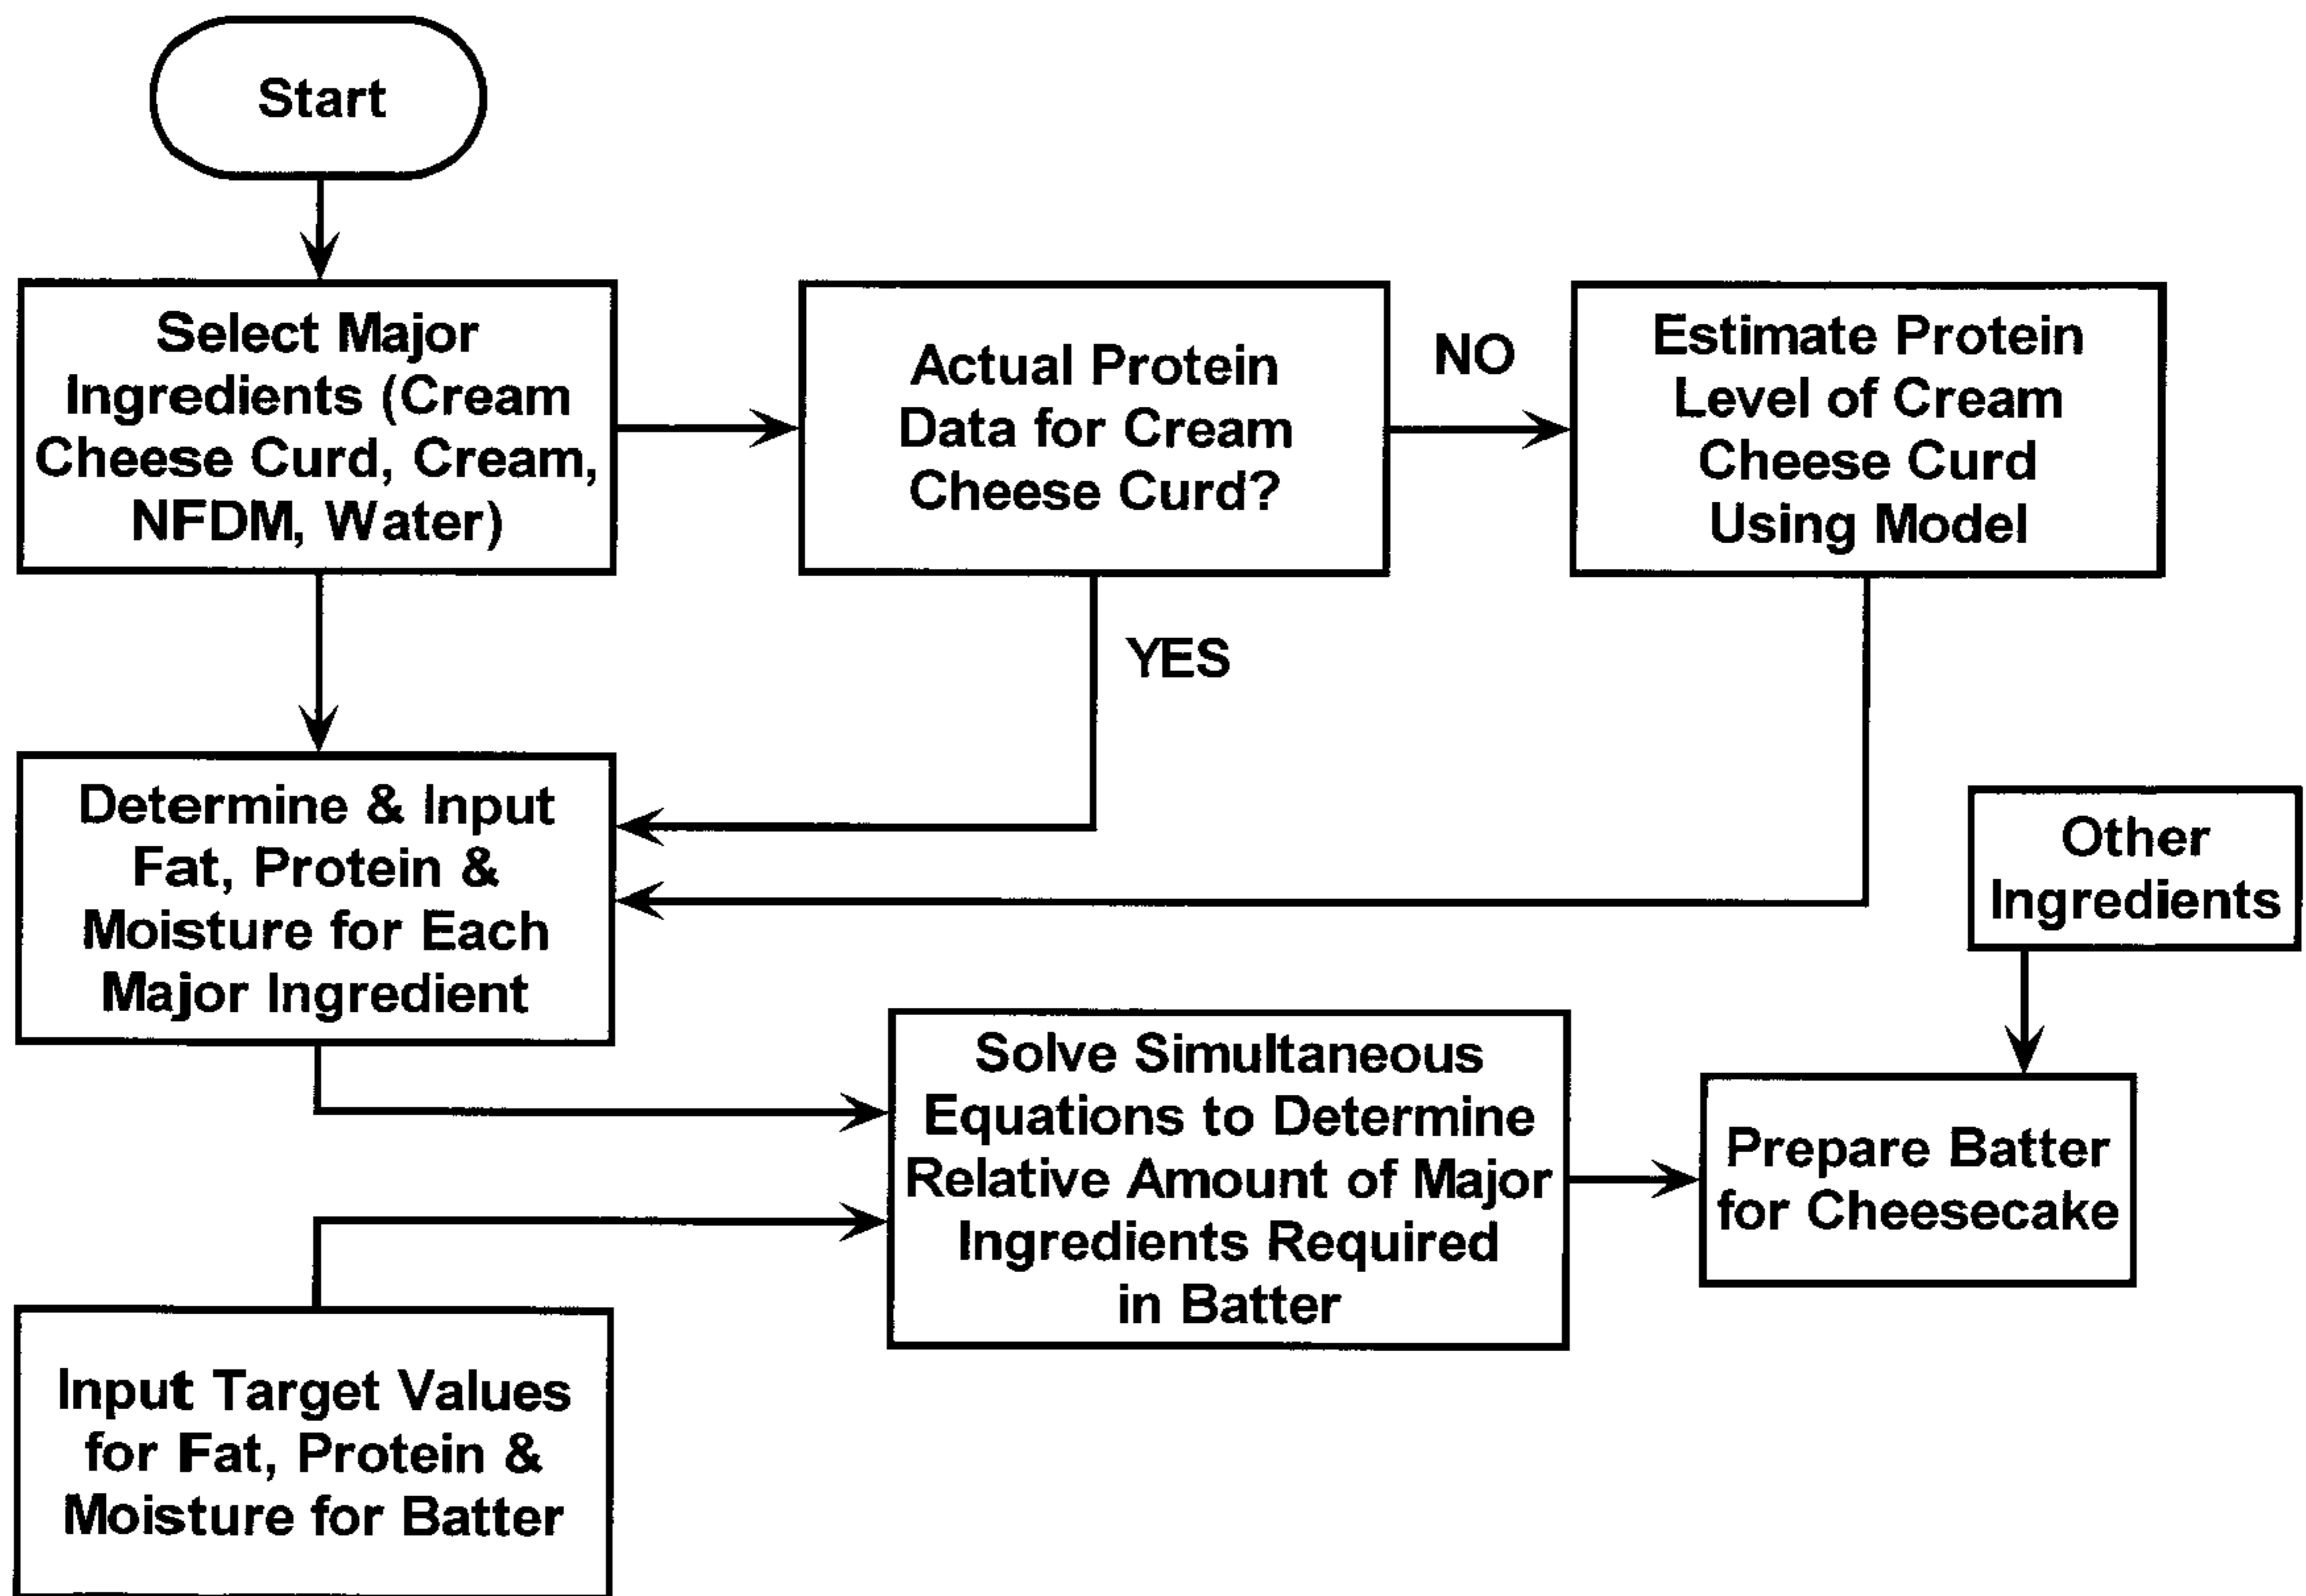 Start
Select Major
Ingredients (Cream
Cheese Curd, Cream,
NFDM, Water)
Actual Protein
Data for Cream
Cheese Curd?
NO
Estimate Protein
Level of Cream
Cheese Curd
Using Model
YES
Determine & Input
Fat, Protein &
Moisture for Each
Major Ingredient
Other
Ingredients
Solve Simultaneous
Equations to Determine
Relative Amount of Major
Ingredients Required
in Batter
Prepare Batter
for Cheesecake
Input Target Values
for Fat, Protein &
Moisture for Batter